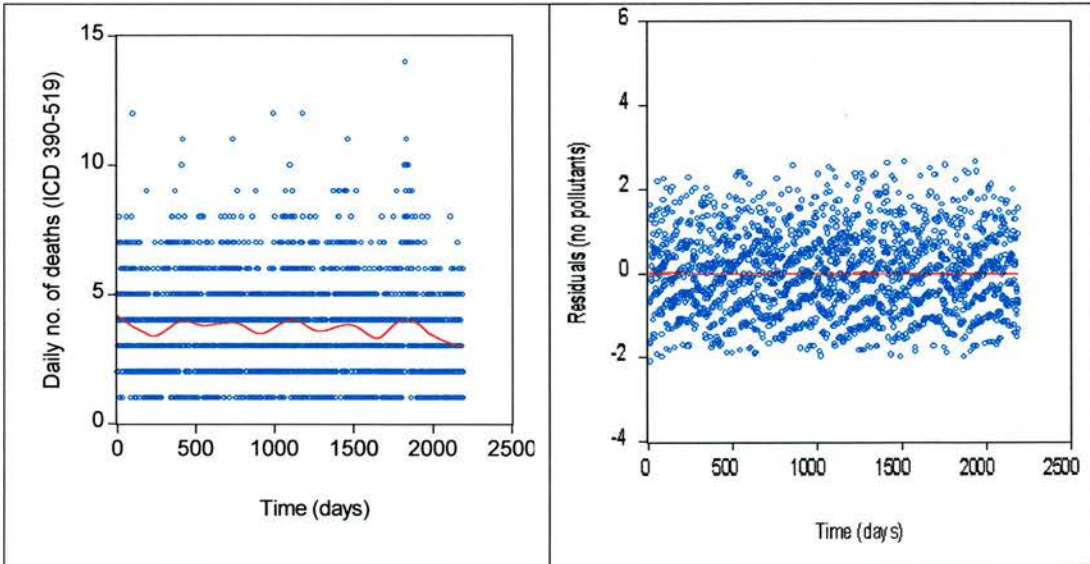 Daily no. of deaths (ICD 390-519)
15
10
5
0
0 500 1000 1500 2000 2500
Time (days)
Residuals (no pollutants)
6
4
2
0
-2
-4
0 500 1000 1500 2000 2500
Time (days)